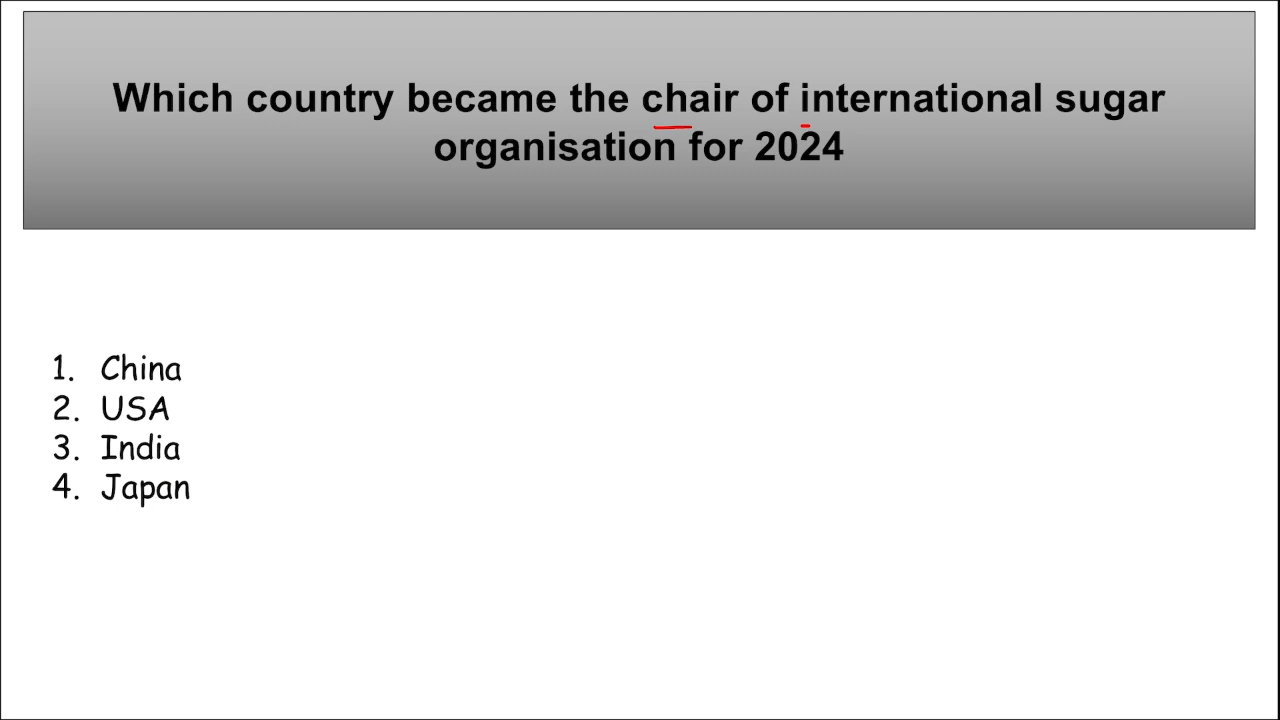 Which country became the chair of international sugar
organisation for 2024
1. China
2. USA
3. India
4. Japan